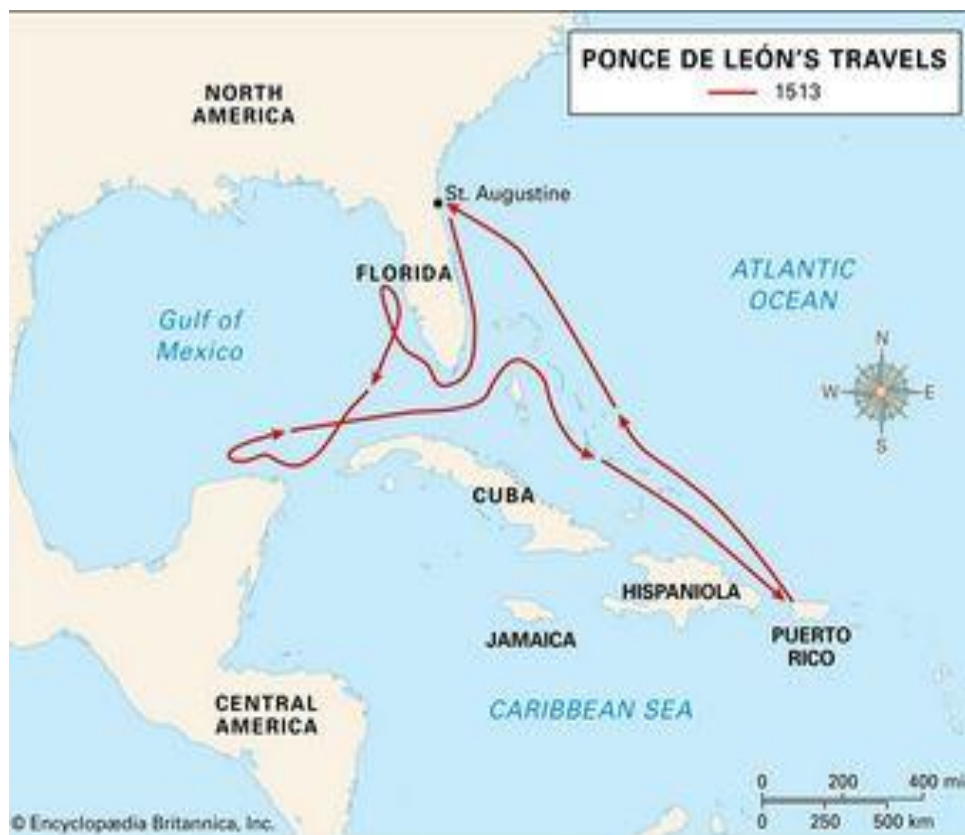 PONCE DE LEÓN'S TRAVELS
1513
NORTH
AMERICA
St. Augustine
FLORIDA
ATLANTIC
OCEAN
Gulf of
Mexico
N
W
E
S
CUBA
HISPANIOLA
JAMAICA
PUERTO
RICO
CENTRAL
AMERICA
CARIBBEAN SEA
0 200 400 mi
0 250 500 km
© Encyclopædia Britannica, Inc.